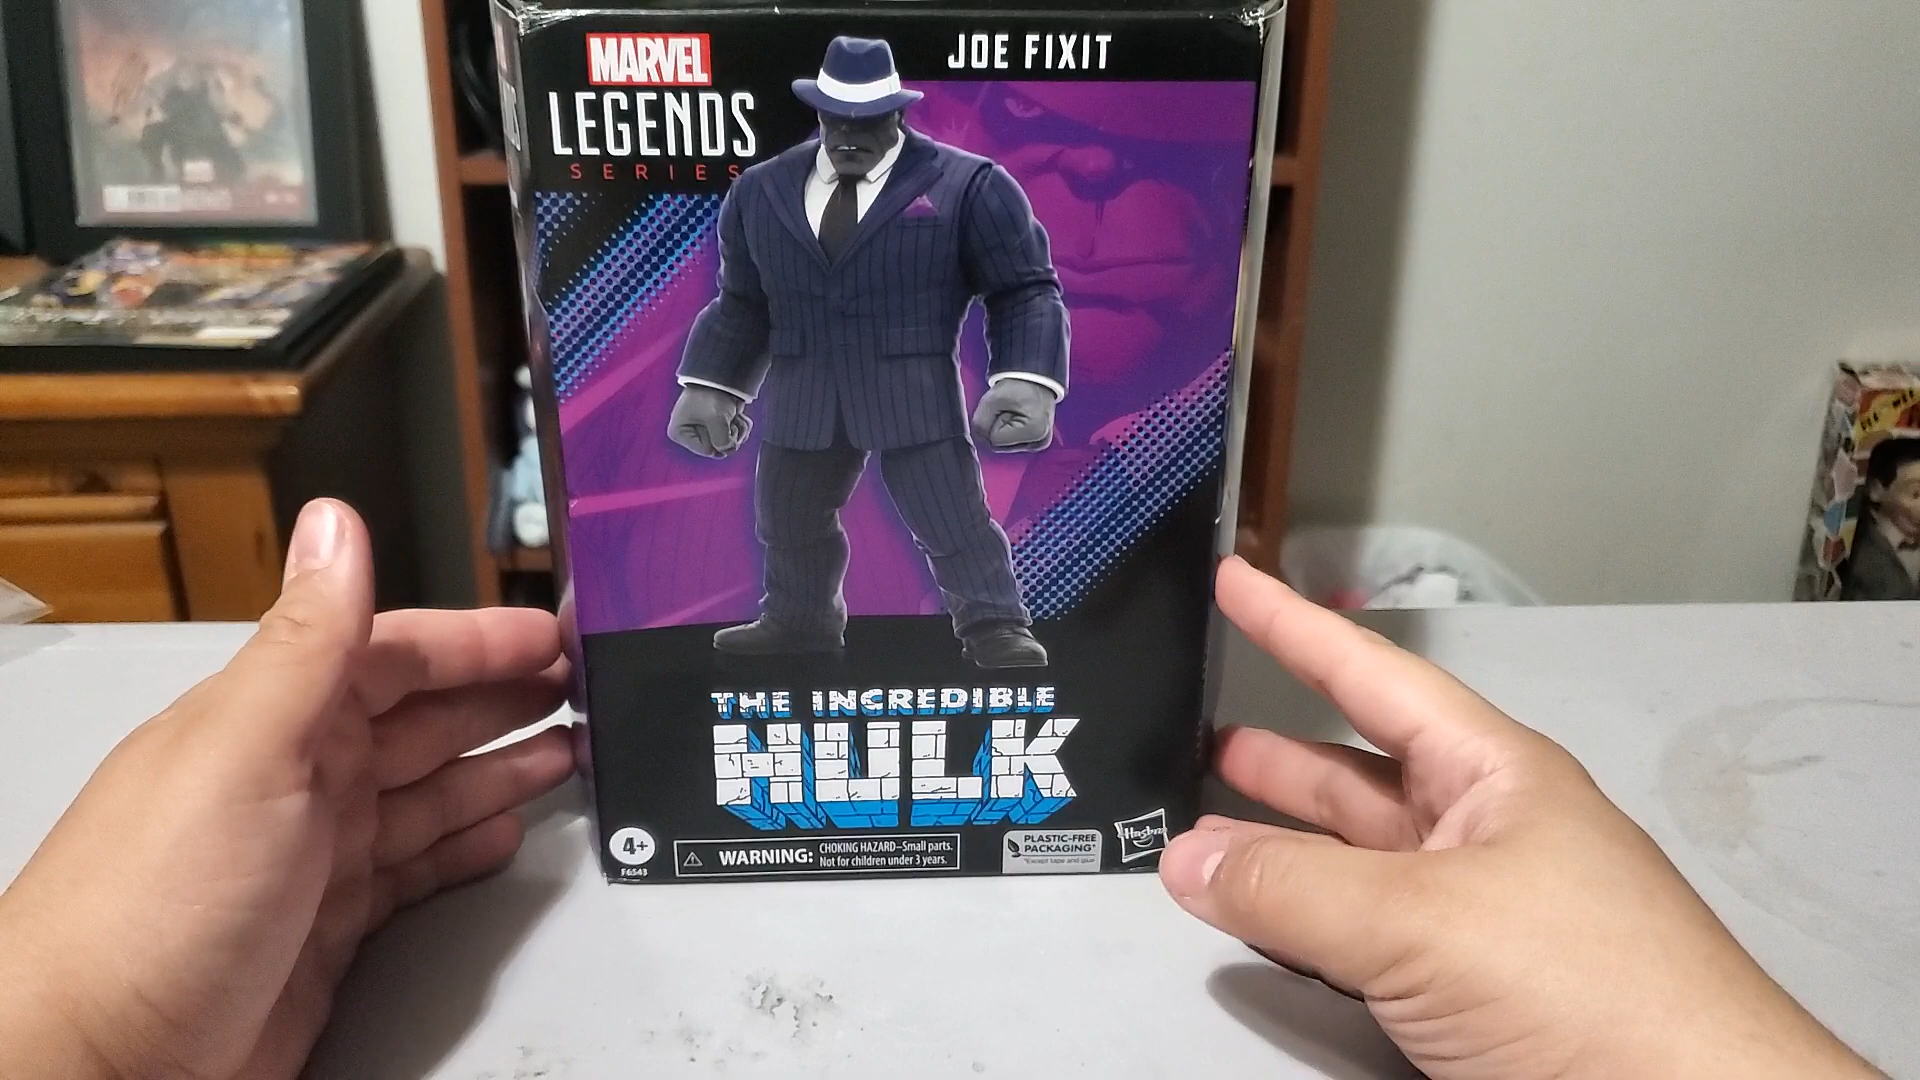 MARVEL
LEGENDS
SERIES
JOE FIXIT
THE INCREDIBLE
HULK
4+
F6543
WARNING: CHOKING HAZARD–Small parts.
Not for children under 3 years.
PLASTIC-FREE
PACKAGING*
*Except tape and glue
Hasbro